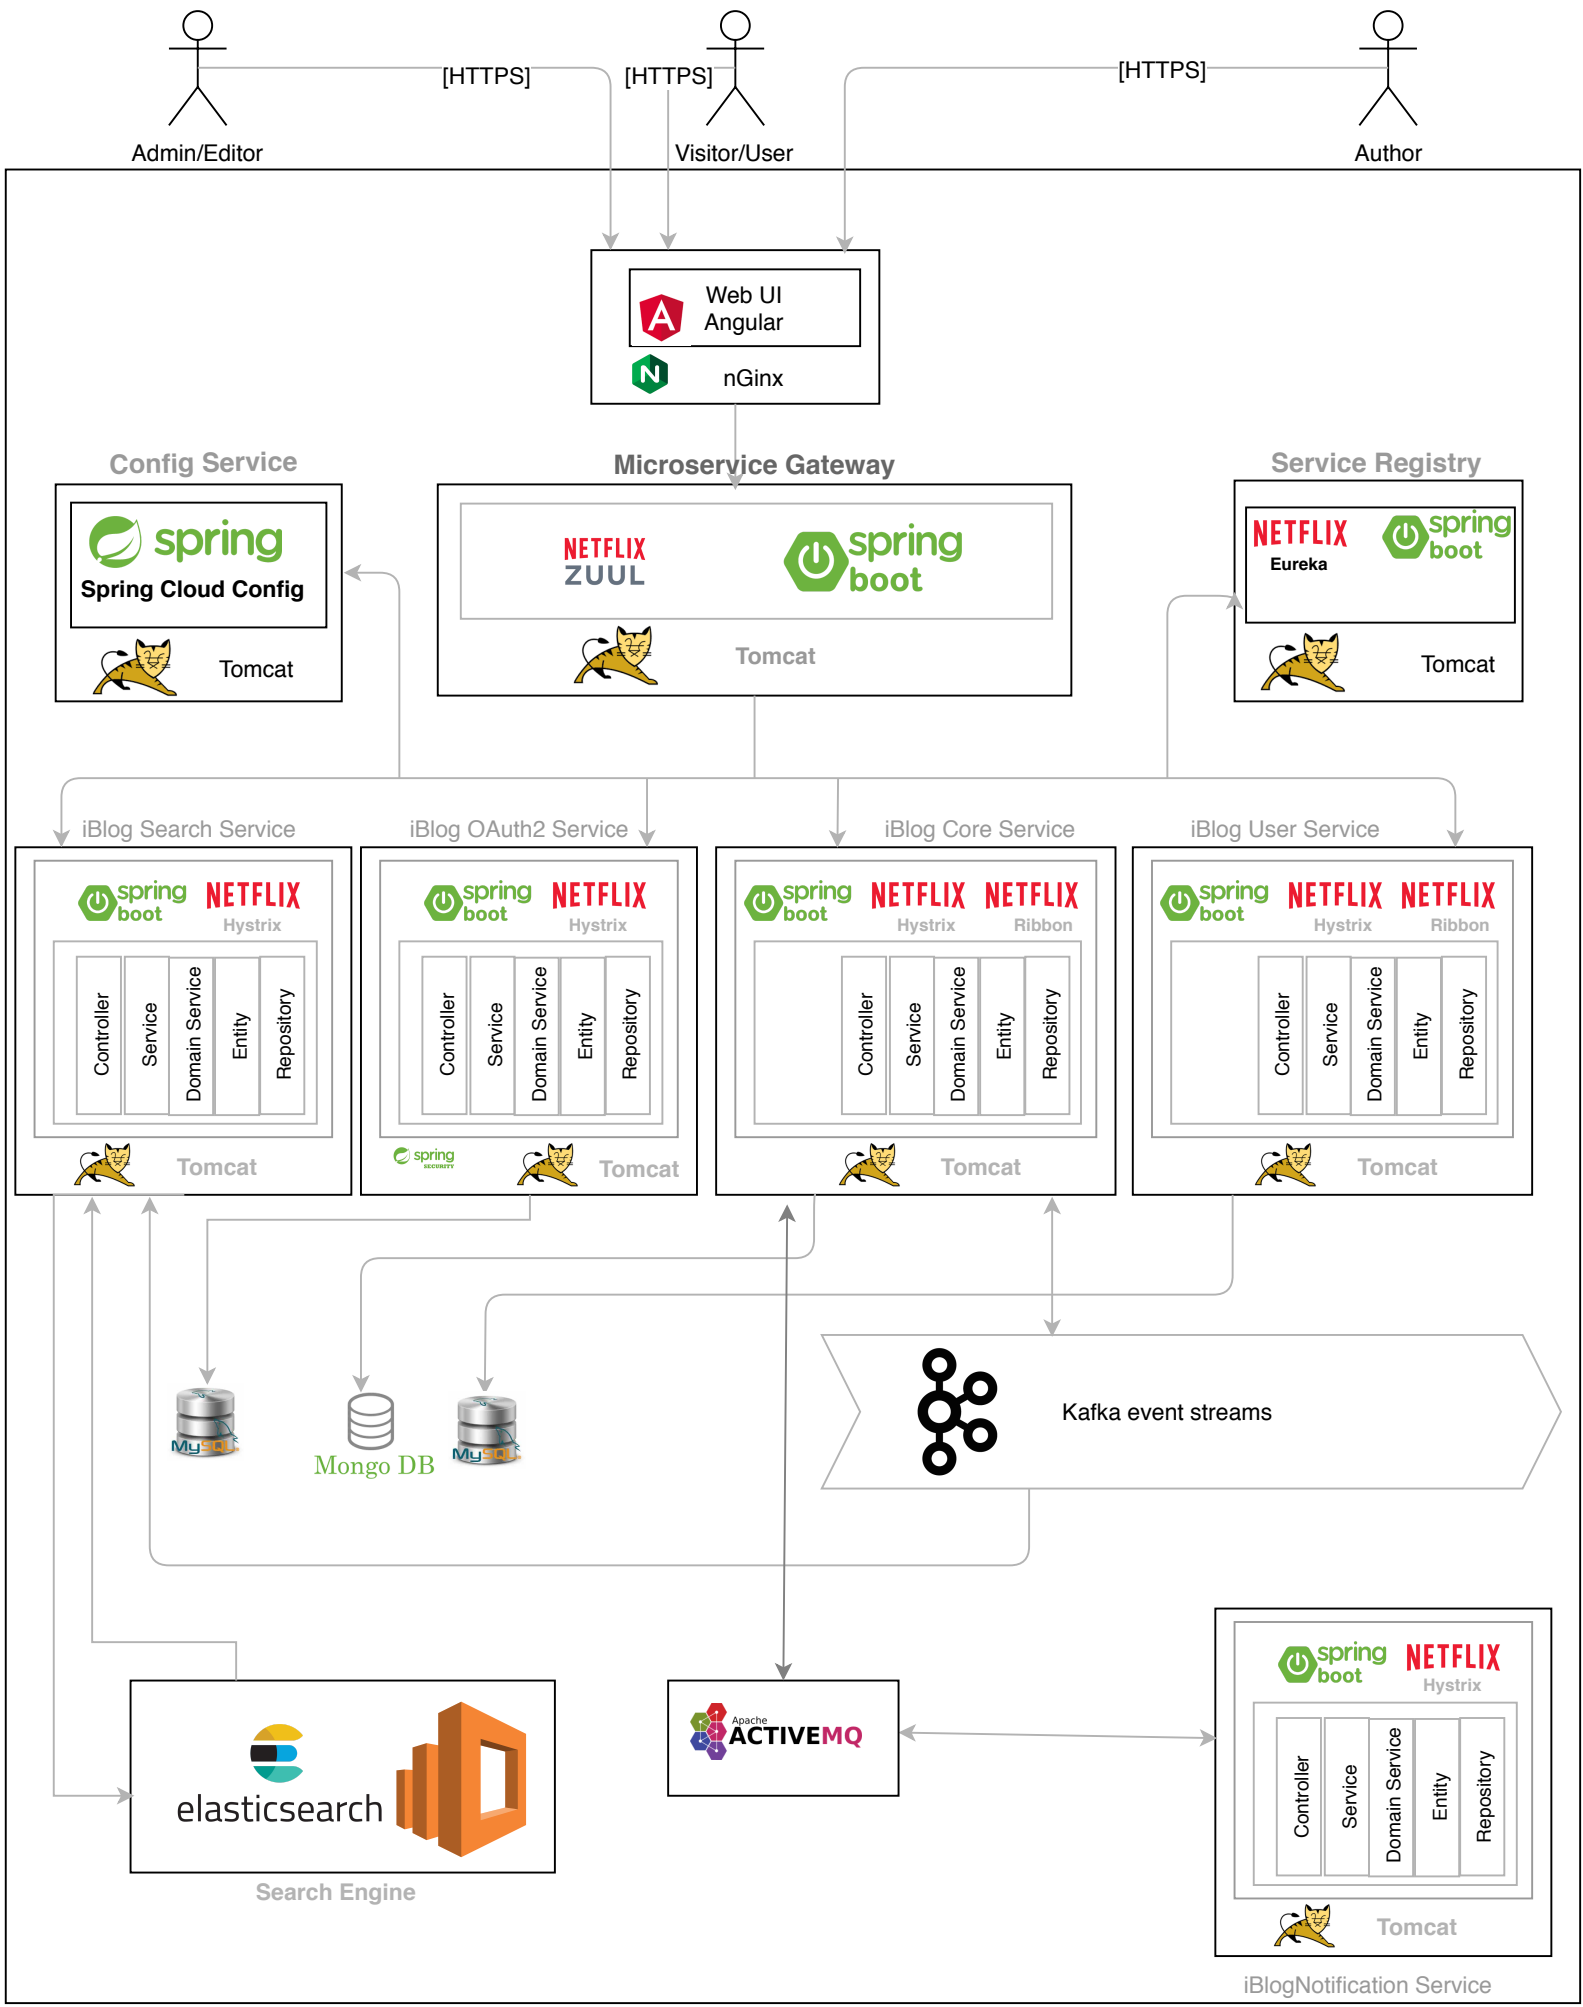 [HTTPS]
[HTTPS]
[HTTPS]
Admin/Editor
Visitor/User
Author
Web UI
Angular
nGinx
Config Service
Microservice Gateway
Service Registry
spring
Spring Cloud Config
Tomcat
NETFLIX
ZUUL
spring
boot
Tomcat
NETFLIX
Eureka
spring
boot
Tomcat
iBlog Search Service
iBlog OAuth2 Service
iBlog Core Service
iBlog User Service
spring
boot
NETFLIX
Hystrix
Controller
Service
Domain Service
Entity
Repository
Tomcat
spring
boot
NETFLIX
Hystrix
Controller
Service
Domain Service
Entity
Repository
spring
SECURITY
Tomcat
spring
boot
NETFLIX
Hystrix
NETFLIX
Ribbon
Controller
Service
Domain Service
Entity
Repository
Tomcat
spring
boot
NETFLIX
Hystrix
NETFLIX
Ribbon
Controller
Service
Domain Service
Entity
Repository
Tomcat
MySQL
Mongo DB
MySQL
Kafka event streams
elasticsearch
Search Engine
Apache
ACTIVEMQ
spring
boot
NETFLIX
Hystrix
Controller
Service
Domain Service
Entity
Repository
Tomcat
iBlogNotification Service